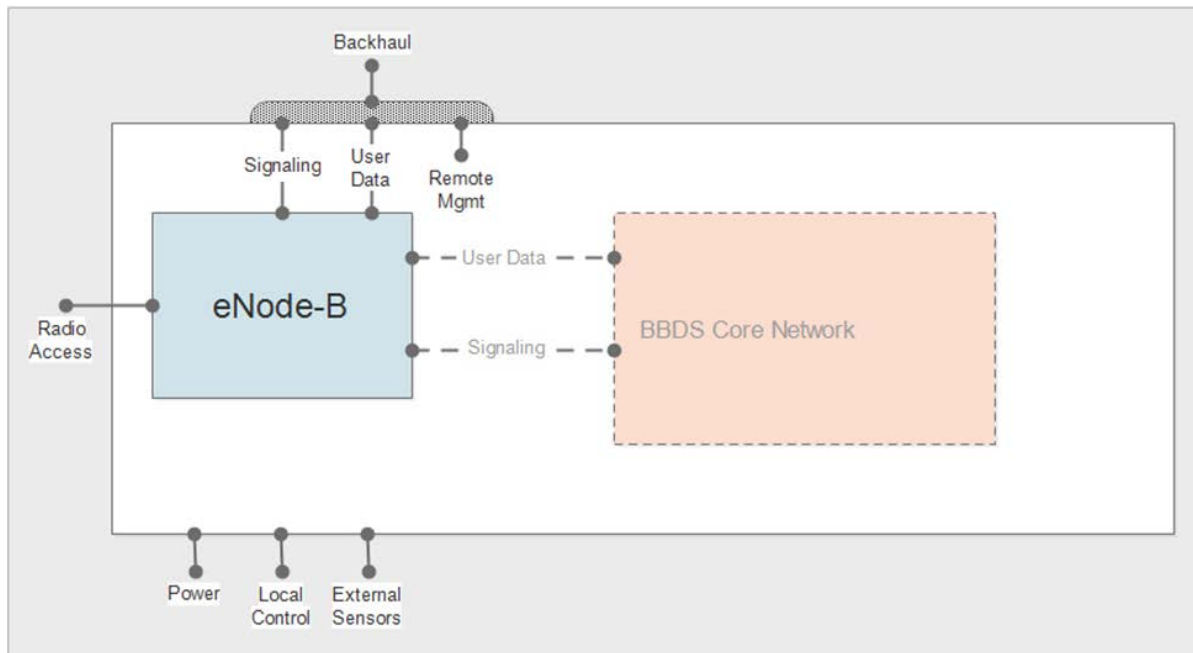 Backhaul
Signaling
User
Data
Remote
Mgmt
User Data
eNode-B
BBDS Core Network
Radio
Access
Signaling
Power
Local
Control
External
Sensors